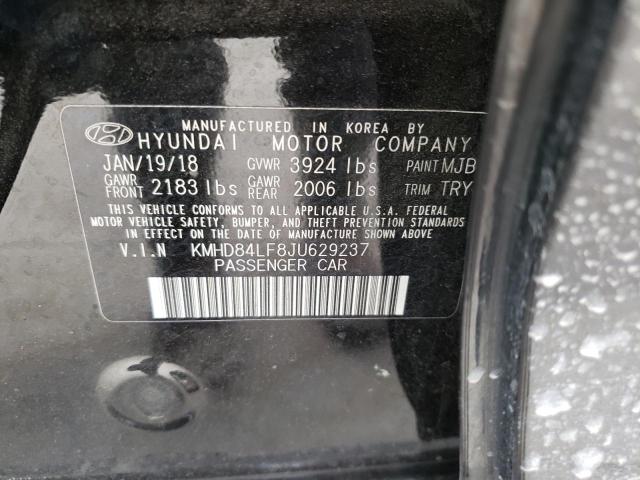 MANUFACTURED IN KOREA BY
HYUNDAI MOTOR COMPANY
JAN/19/18 GVWR 3924 lbs PAINT MJB
GAWR FRONT 2183 lbs GAWR REAR 2006 lbs TRIM TRY
THIS VEHICLE CONFORMS TO ALL APPLICABLE U.S.A. FEDERAL
MOTOR VEHICLE SAFETY, BUMPER, AND THEFT PREVENTION STANDARDS
IN EFFECT ON THE DATE OF MANUFACTURE SHOWN ABOVE.
V.I.N KMHD84LF8JU629237
PASSENGER CAR